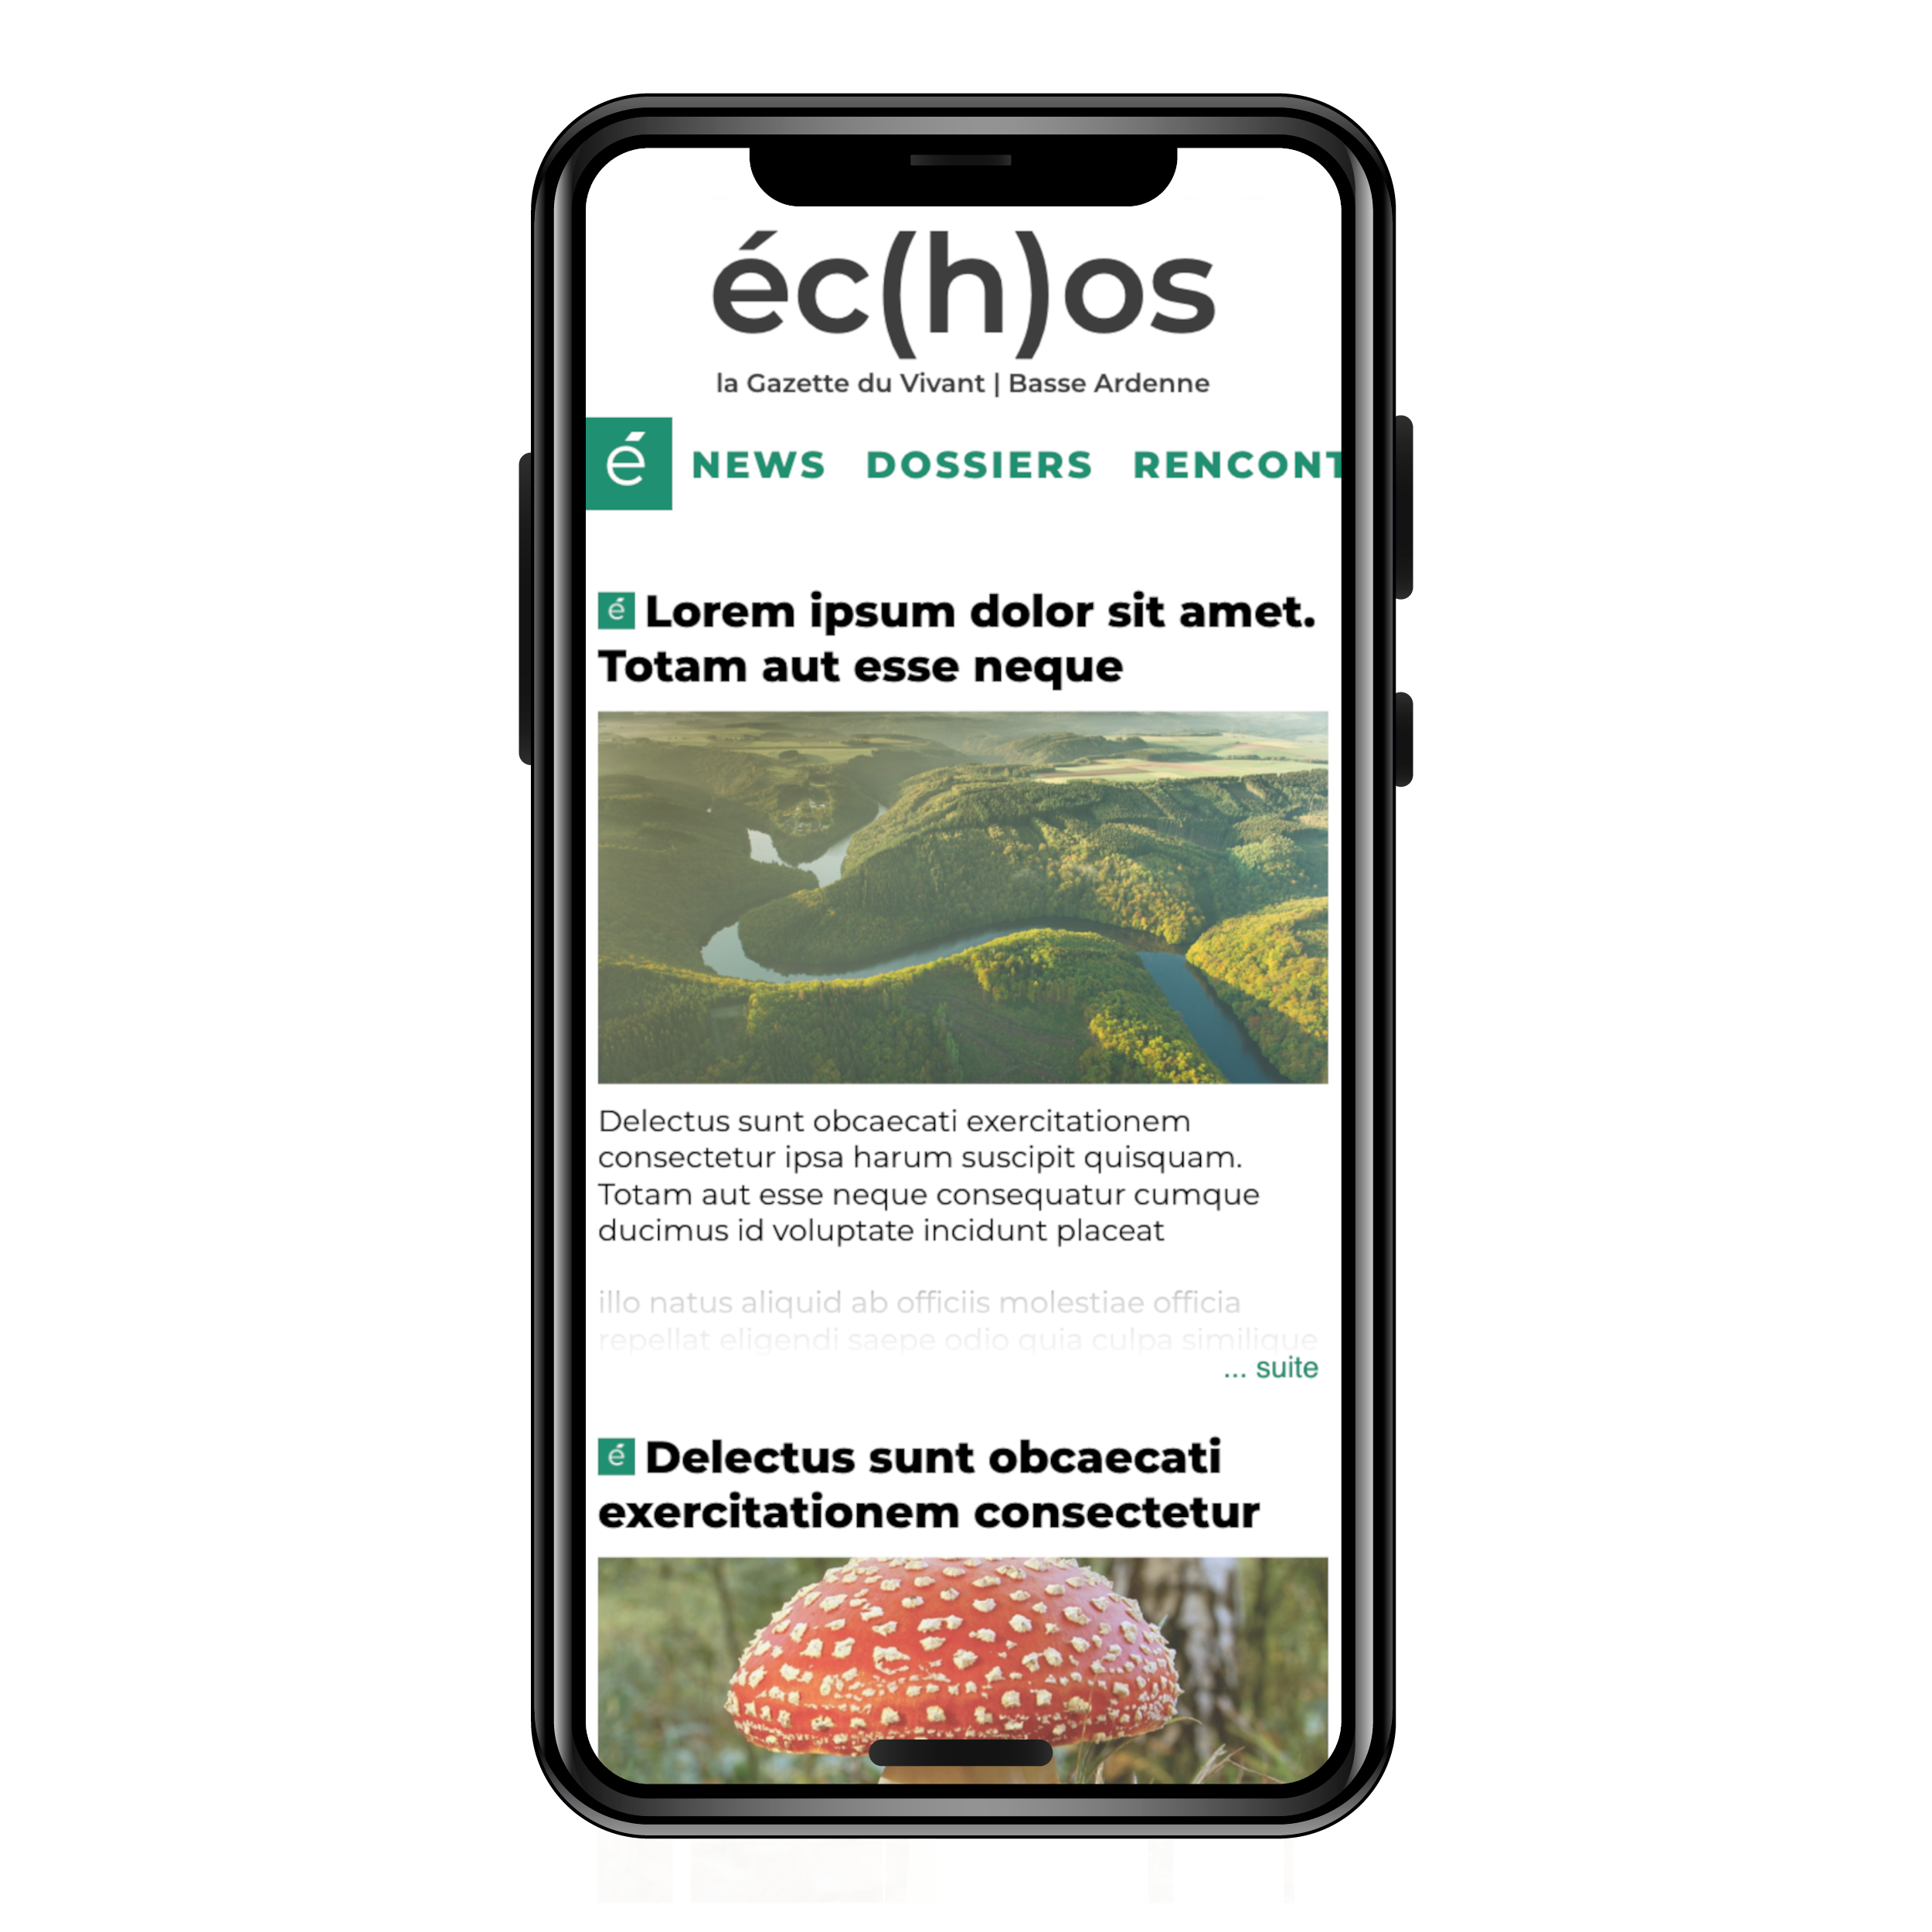 éc(h)os
la Gazette du Vivant | Basse Ardenne
é NEWS DOSSIERS RENCONT
é Lorem ipsum dolor sit amet.
Totam aut esse neque
Delectus sunt obcaecati exercitationem
consectetur ipsa harum suscipit quisquam.
Totam aut esse neque consequatur cumque
ducimus id voluptate incidunt placeat
illo natus aliquid ab officiis molestiae officia
repellat eligendi saepe odio quia culpa similique
... suite
é Delectus sunt obcaecati
exercitationem consectetur